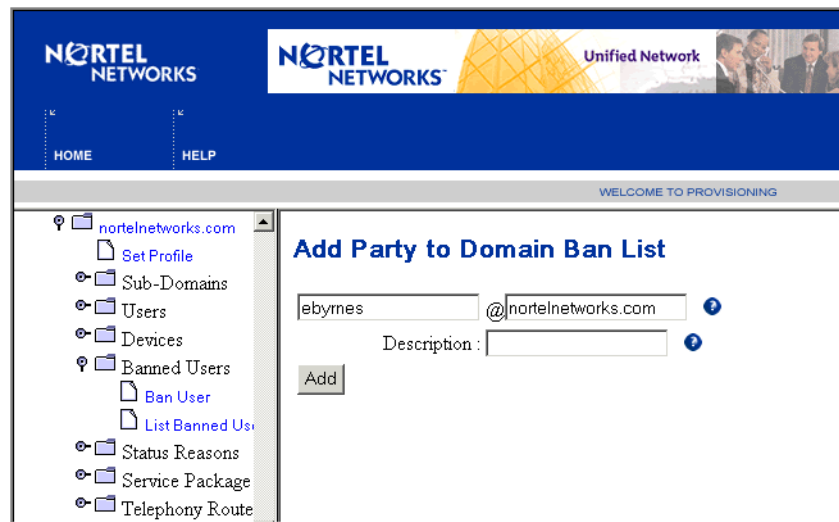 NORTEL
NETWORKS
NORTEL
NETWORKS
Unified Network
HOME
HELP
WELCOME TO PROVISIONING
nortelnetworks.com
Set Profile
Sub-Domains
Users
Devices
Banned Users
Ban User
List Banned Us
Status Reasons
Service Package
Telephony Route
Add Party to Domain Ban List
ebyrnes @ nortelnetworks.com
Description :
Add